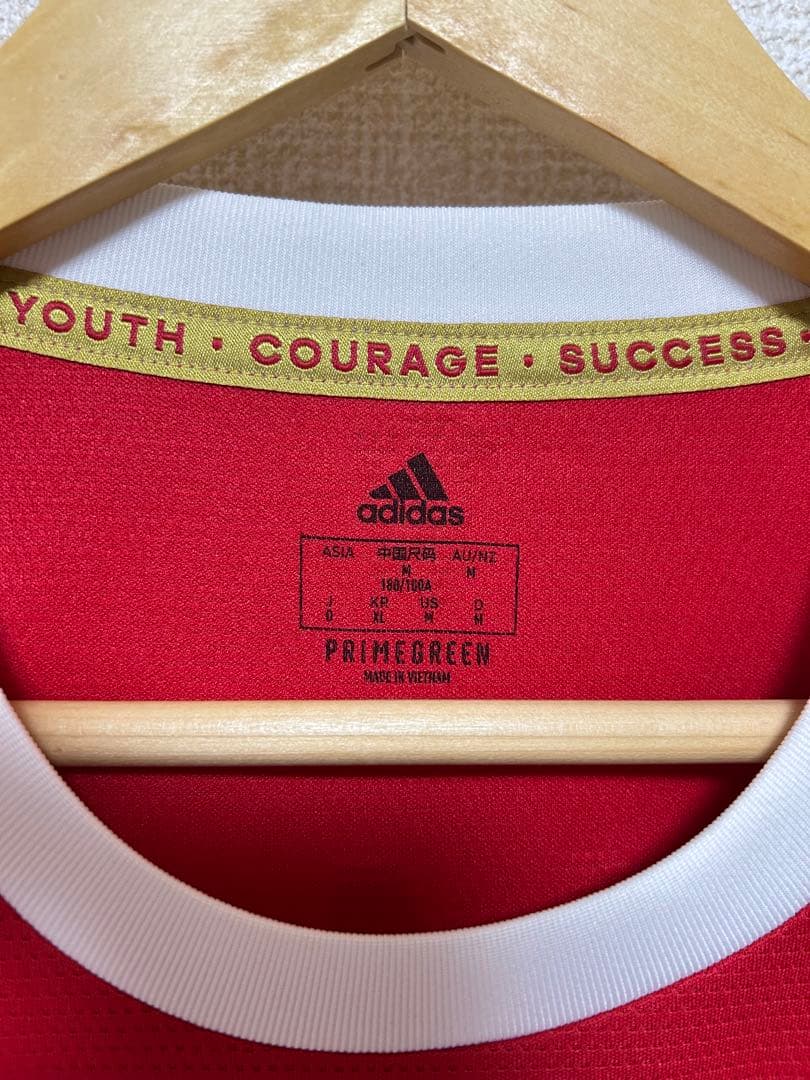 YOUTH · COURAGE · SUCCESS ·
adidas
ASIA 中国尺码 AU/NZ
M M
180/100A
J KR US D
O XL M M
PRIMEGREEN
MADE IN VIETNAM